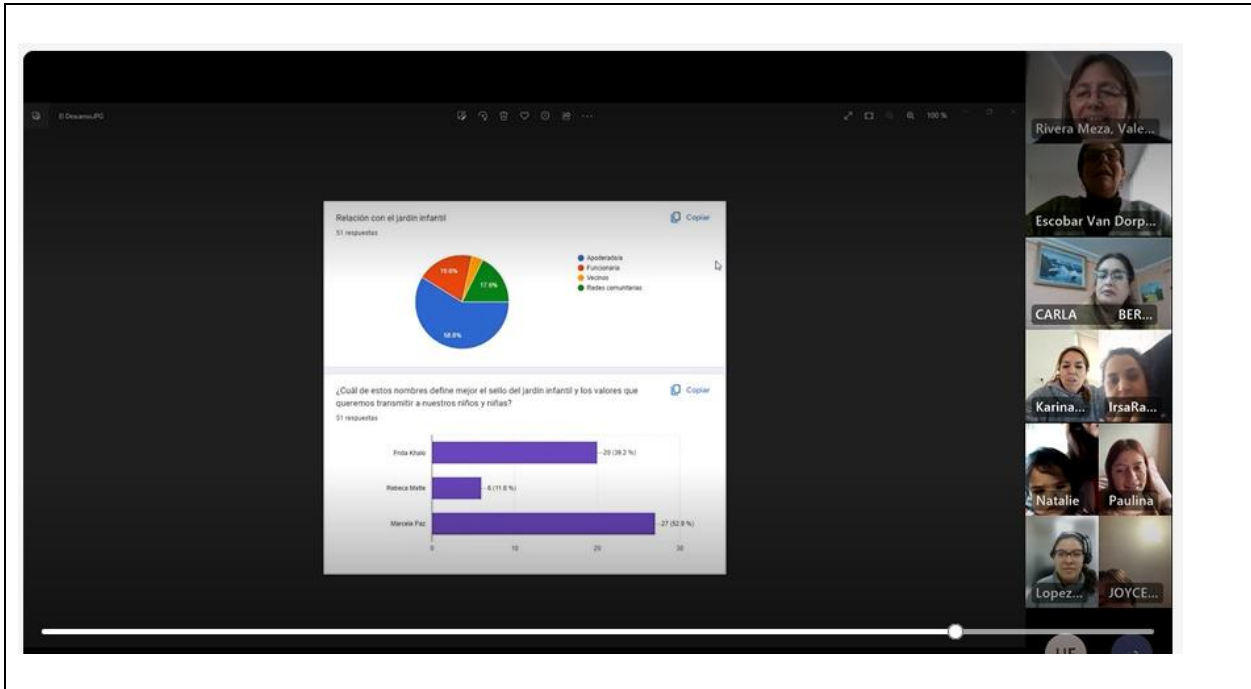 El Descanso.JPG
100 %
Relación con el jardín infantil
Copiar
51 respuestas
19.6%
17.6%
58.8%
Apoderado/a
Funcionaria
Vecinos
Redes comunitarias
¿Cuál de estos nombres define mejor el sello del jardín infantil y los valores que
queremos transmitir a nuestros niños y niñas?
Copiar
51 respuestas
Frida Khalo
20 (39.2 %)
Rebeca Matte
6 (11.8 %)
Marcela Paz
27 (52.9 %)
0 10 20 30
Rivera Meza, Vale...
Escobar Van Dorp...
CARLA BER...
Karina... IrsaRa...
Natalie Paulina
Lopez... JOYCE...